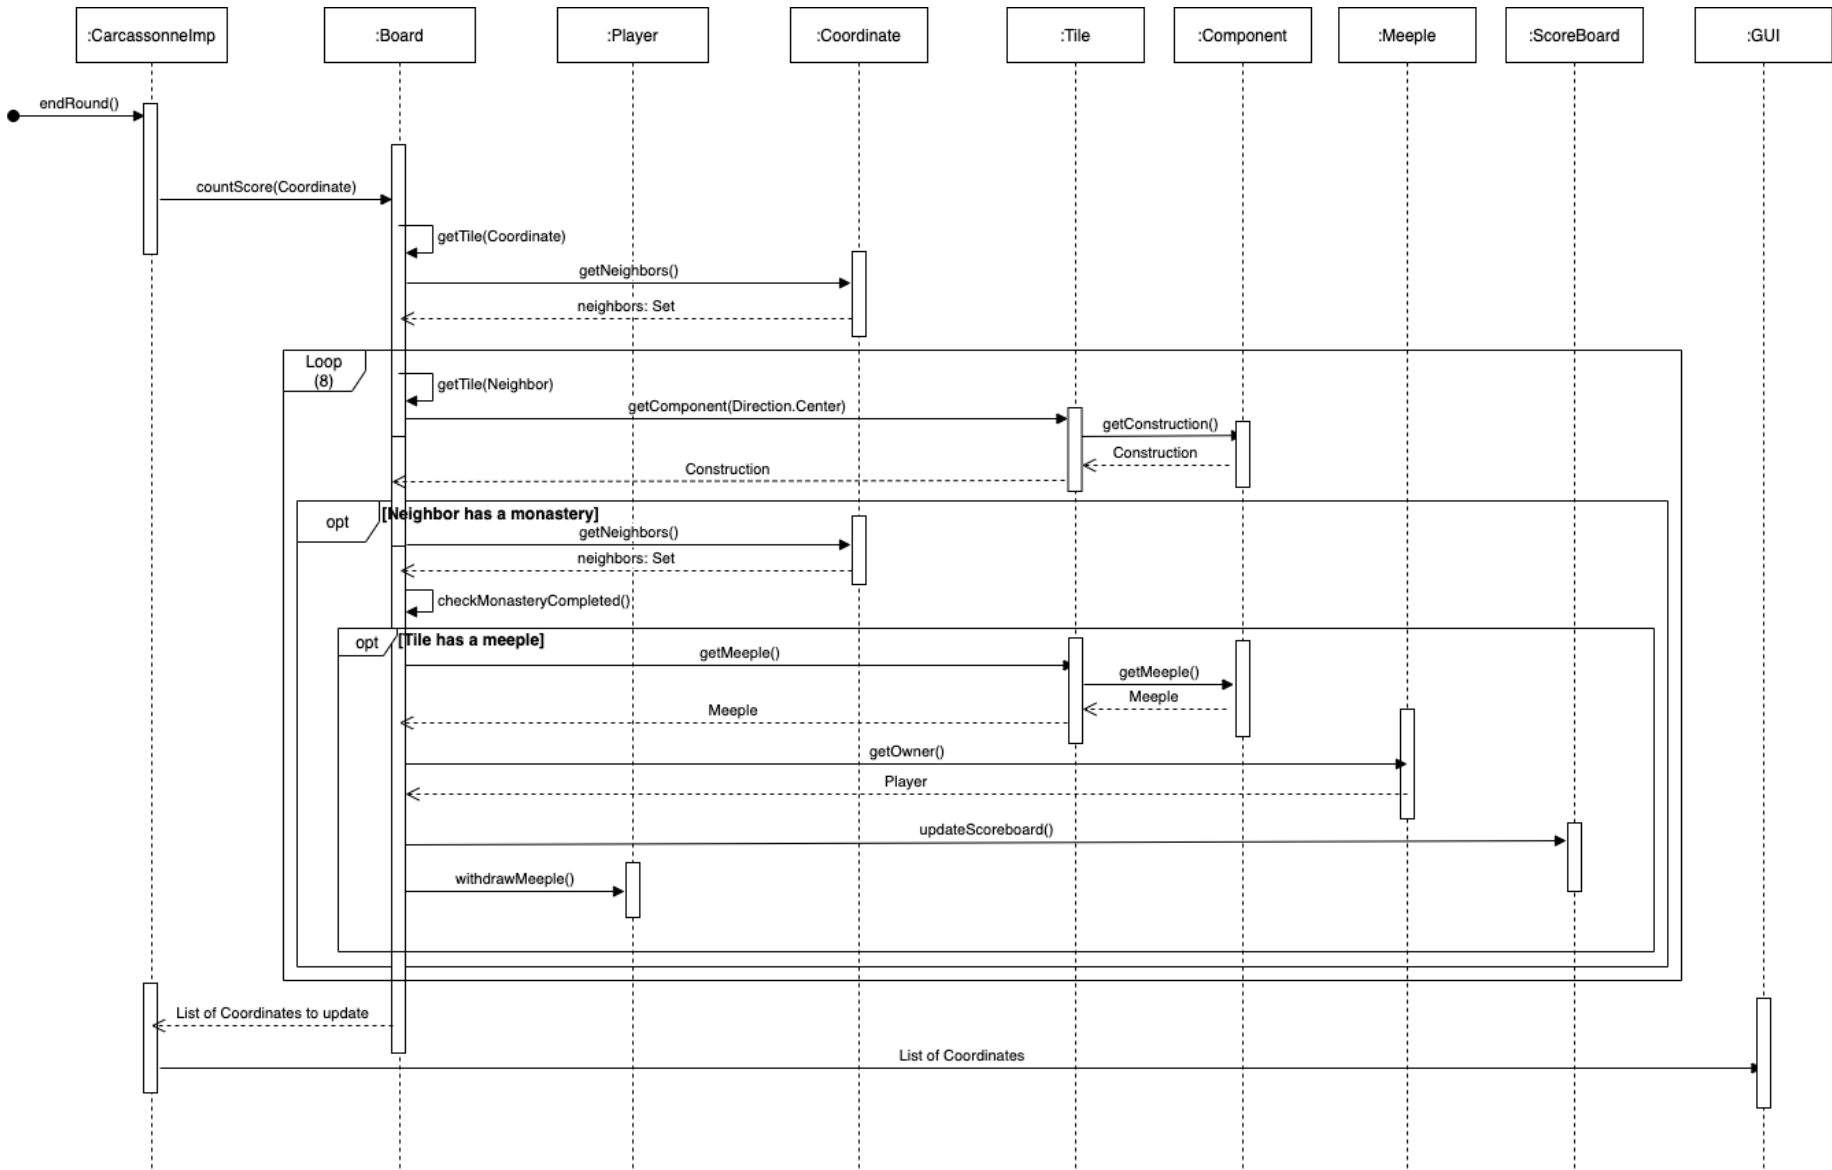 :CarcassonneImp
:Board
:Player
:Coordinate
:Tile
:Component
:Meeple
:ScoreBoard
:GUI
endRound()
countScore(Coordinate)
getTile(Coordinate)
getNeighbors()
neighbors: Set
Loop
(8)
getTile(Neighbor)
getComponent(Direction.Center)
getConstruction()
Construction
Construction
opt
[Neighbor has a monastery]
getNeighbors()
neighbors: Set
checkMonasteryCompleted()
opt
[Tile has a meeple]
getMeeple()
getMeeple()
Meeple
Meeple
getOwner()
Player
updateScoreboard()
withdrawMeeple()
List of Coordinates to update
List of Coordinates